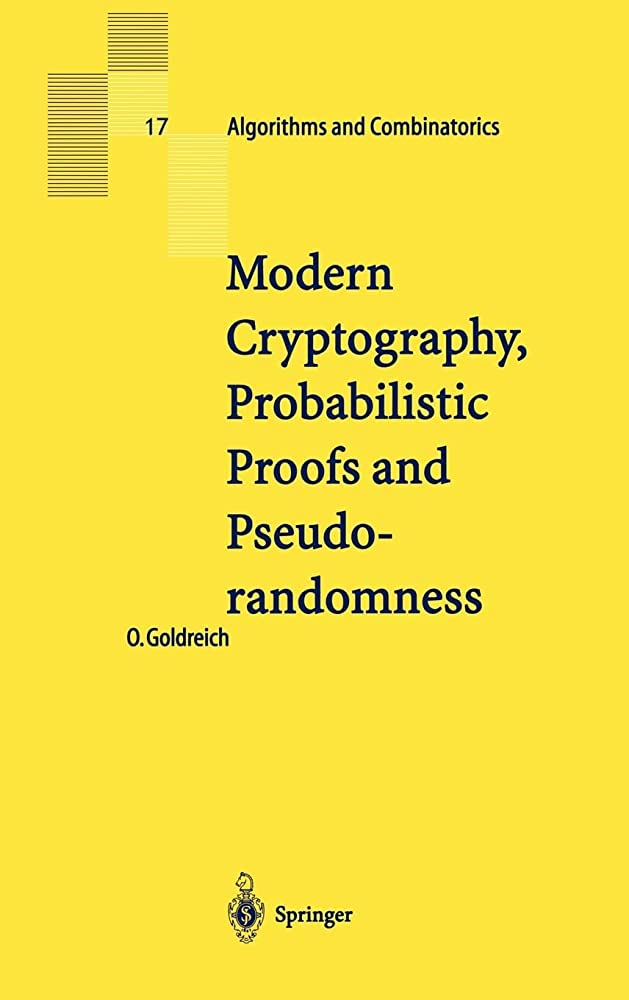 17 Algorithms and Combinatorics
Modern
Cryptography,
Probabilistic
Proofs and
Pseudo-
randomness
O. Goldreich
Springer